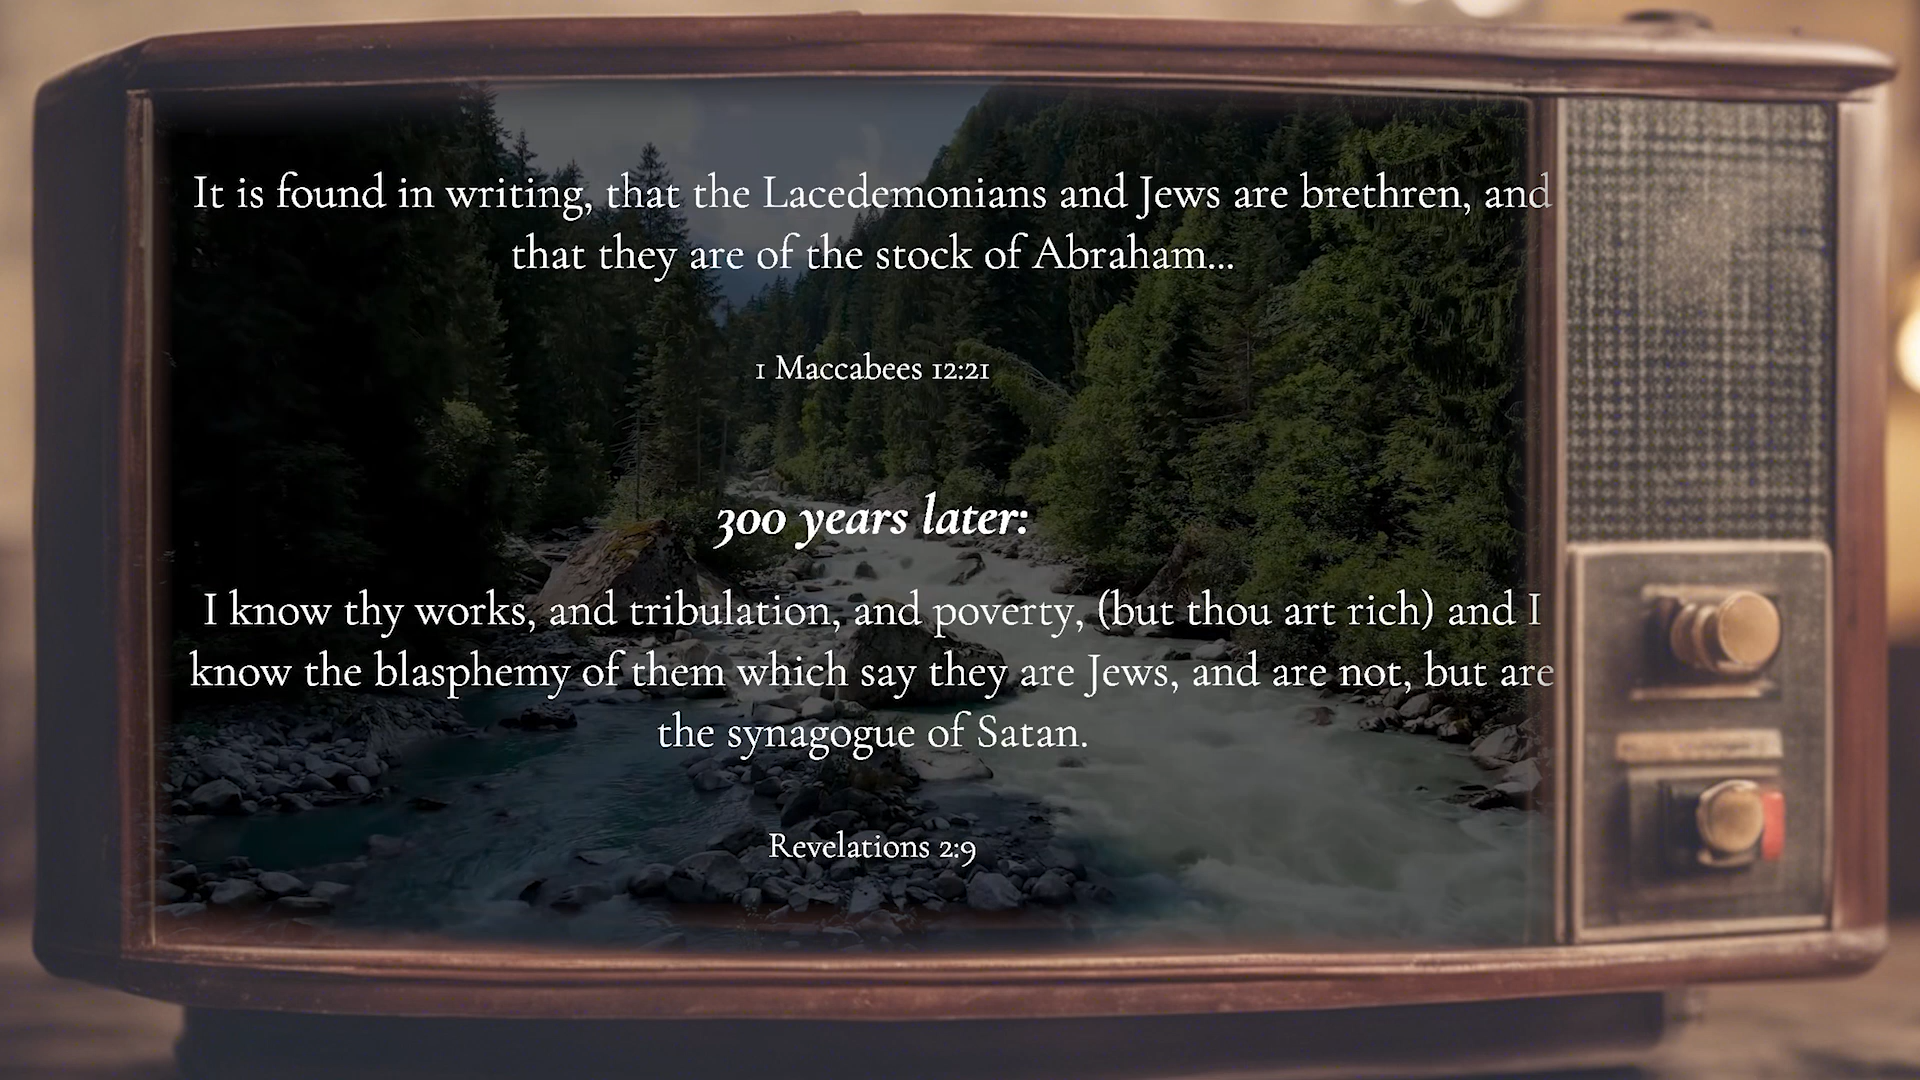 It is found in writing, that the Lacedemonians and Jews are brethren, and
that they are of the stock of Abraham...
1 Maccabees 12:21
300 years later:
I know thy works, and tribulation, and poverty, (but thou art rich) and I
know the blasphemy of them which say they are Jews, and are not, but are
the synagogue of Satan.
Revelations 2:9